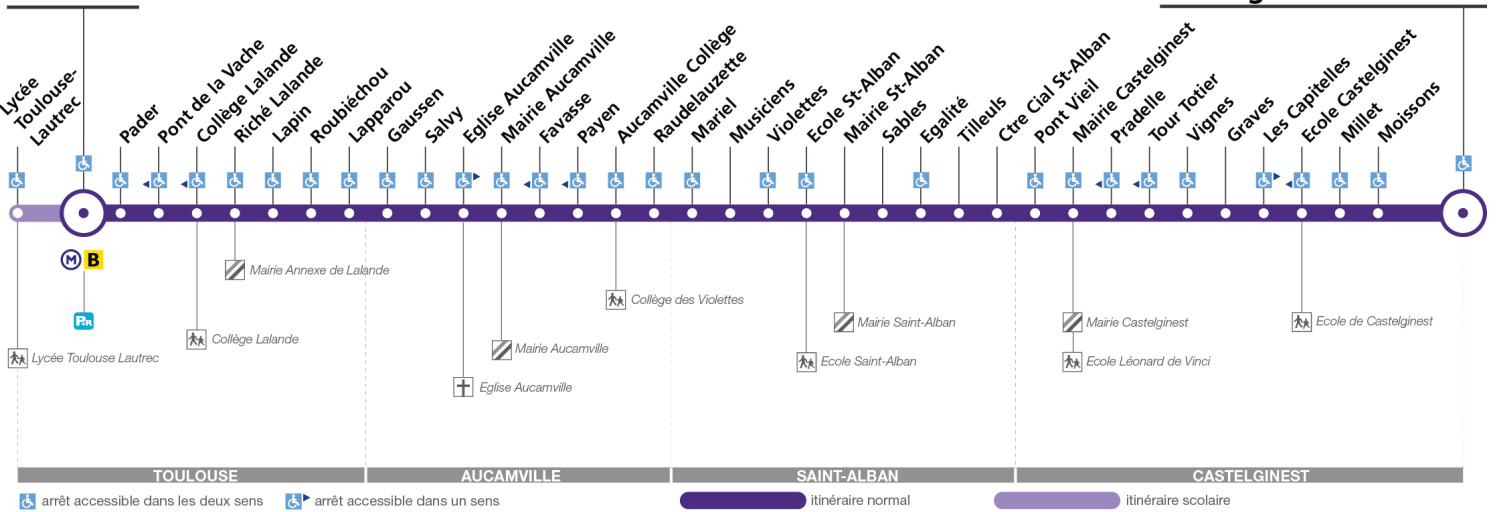 Lycée
Toulouse-
Lautrec
Pader
Pont de la Vache
Collège Lalande
Riché Lalande
Lapin
Roubiéchou
Lapparou
Gaussen
Salvy
Eglise Aucamville
Mairie Aucamville
Favasse
Payen
Aucamville Collège
Raudelauzette
Mariel
Musiciens
Violettes
Ecole St-Alban
Mairie St-Alban
Sables
Egalité
Tilleuls
Ctre Cial St-Alban
Pont Vieil
Mairie Castelginest
Pradelle
Tour Totier
Vignes
Graves
Les Capitelles
Ecole Castelginest
Millet
Moissons
M B
P+R
Mairie Annexe de Lalande
Collège des Violettes
Mairie Saint-Alban
Mairie Castelginest
Ecole de Castelginest
Collège Lalande
Mairie Aucamville
Lycée Toulouse Lautrec
Ecole Saint-Alban
Ecole Léonard de Vinci
Eglise Aucamville
TOULOUSE
AUCAMVILLE
SAINT-ALBAN
CASTELGINEST
arrêt accessible dans les deux sens
arrêt accessible dans un sens
itinéraire normal
itinéraire scolaire